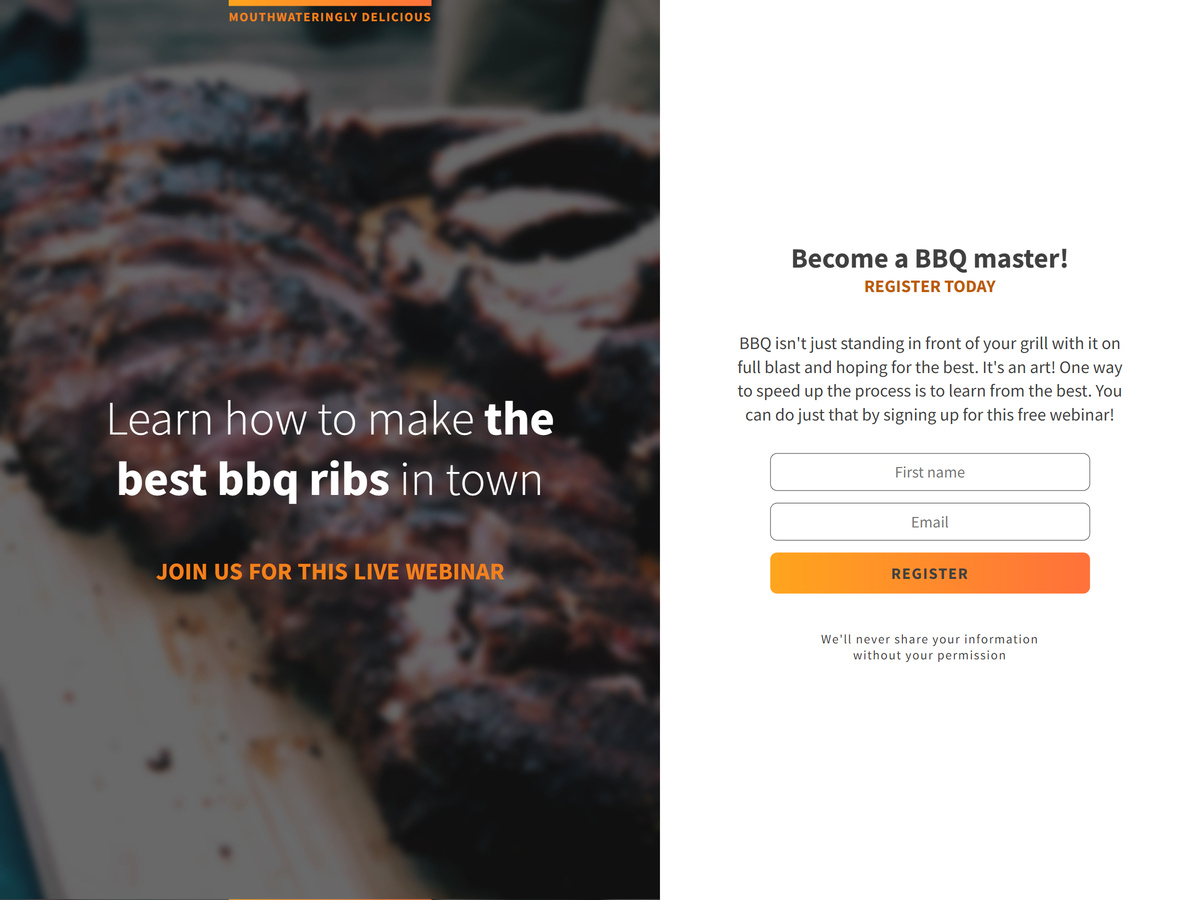 MOUTHWATERINGLY DELICIOUS
Learn how to make the
best bbq ribs in town
JOIN US FOR THIS LIVE WEBINAR
Become a BBQ master!
REGISTER TODAY
BBQ isn't just standing in front of your grill with it on
full blast and hoping for the best. It's an art! One way
to speed up the process is to learn from the best. You
can do just that by signing up for this free webinar!
First name
Email
REGISTER
We'll never share your information
without your permission